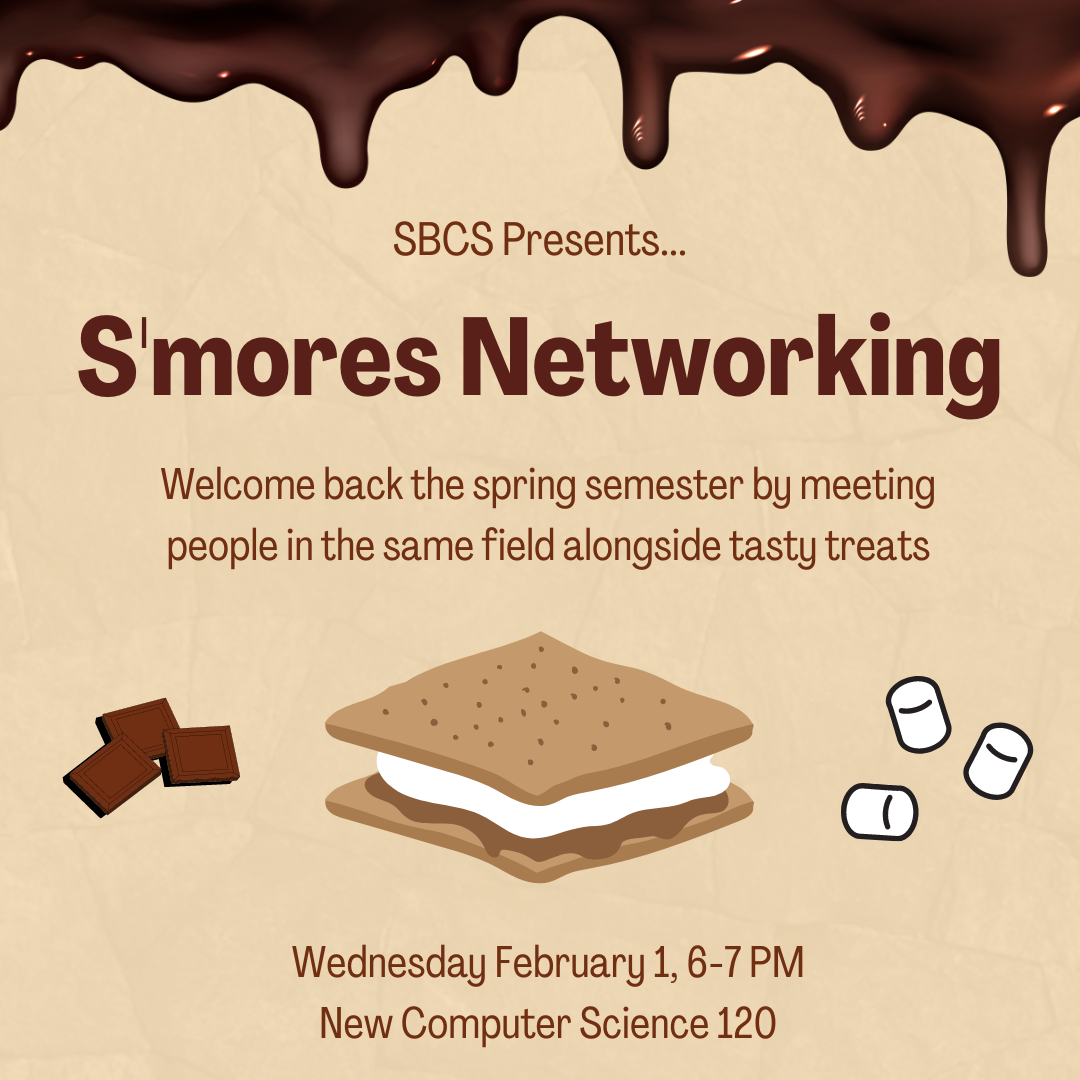 SBCS Presents...
S'mores Networking
Welcome back the spring semester by meeting
people in the same field alongside tasty treats
Wednesday February 1, 6-7 PM
New Computer Science 120